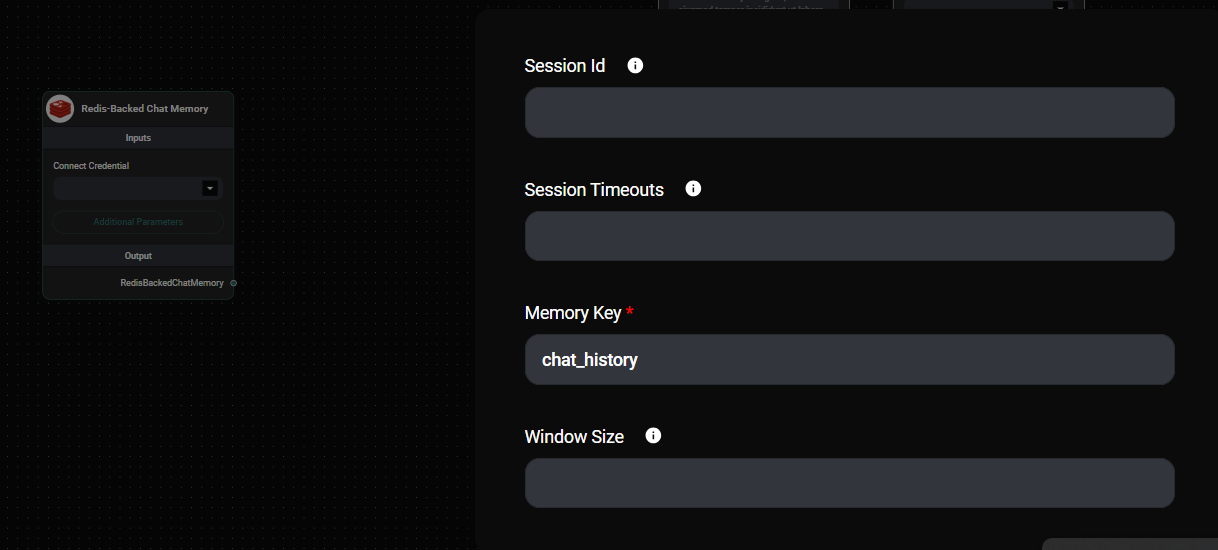 Session Id
Session Timeouts
Memory Key *
chat_history
Window Size
Redis-Backed Chat Memory
Inputs
Connect Credential
Additional Parameters
Output
RedisBackedChatMemory